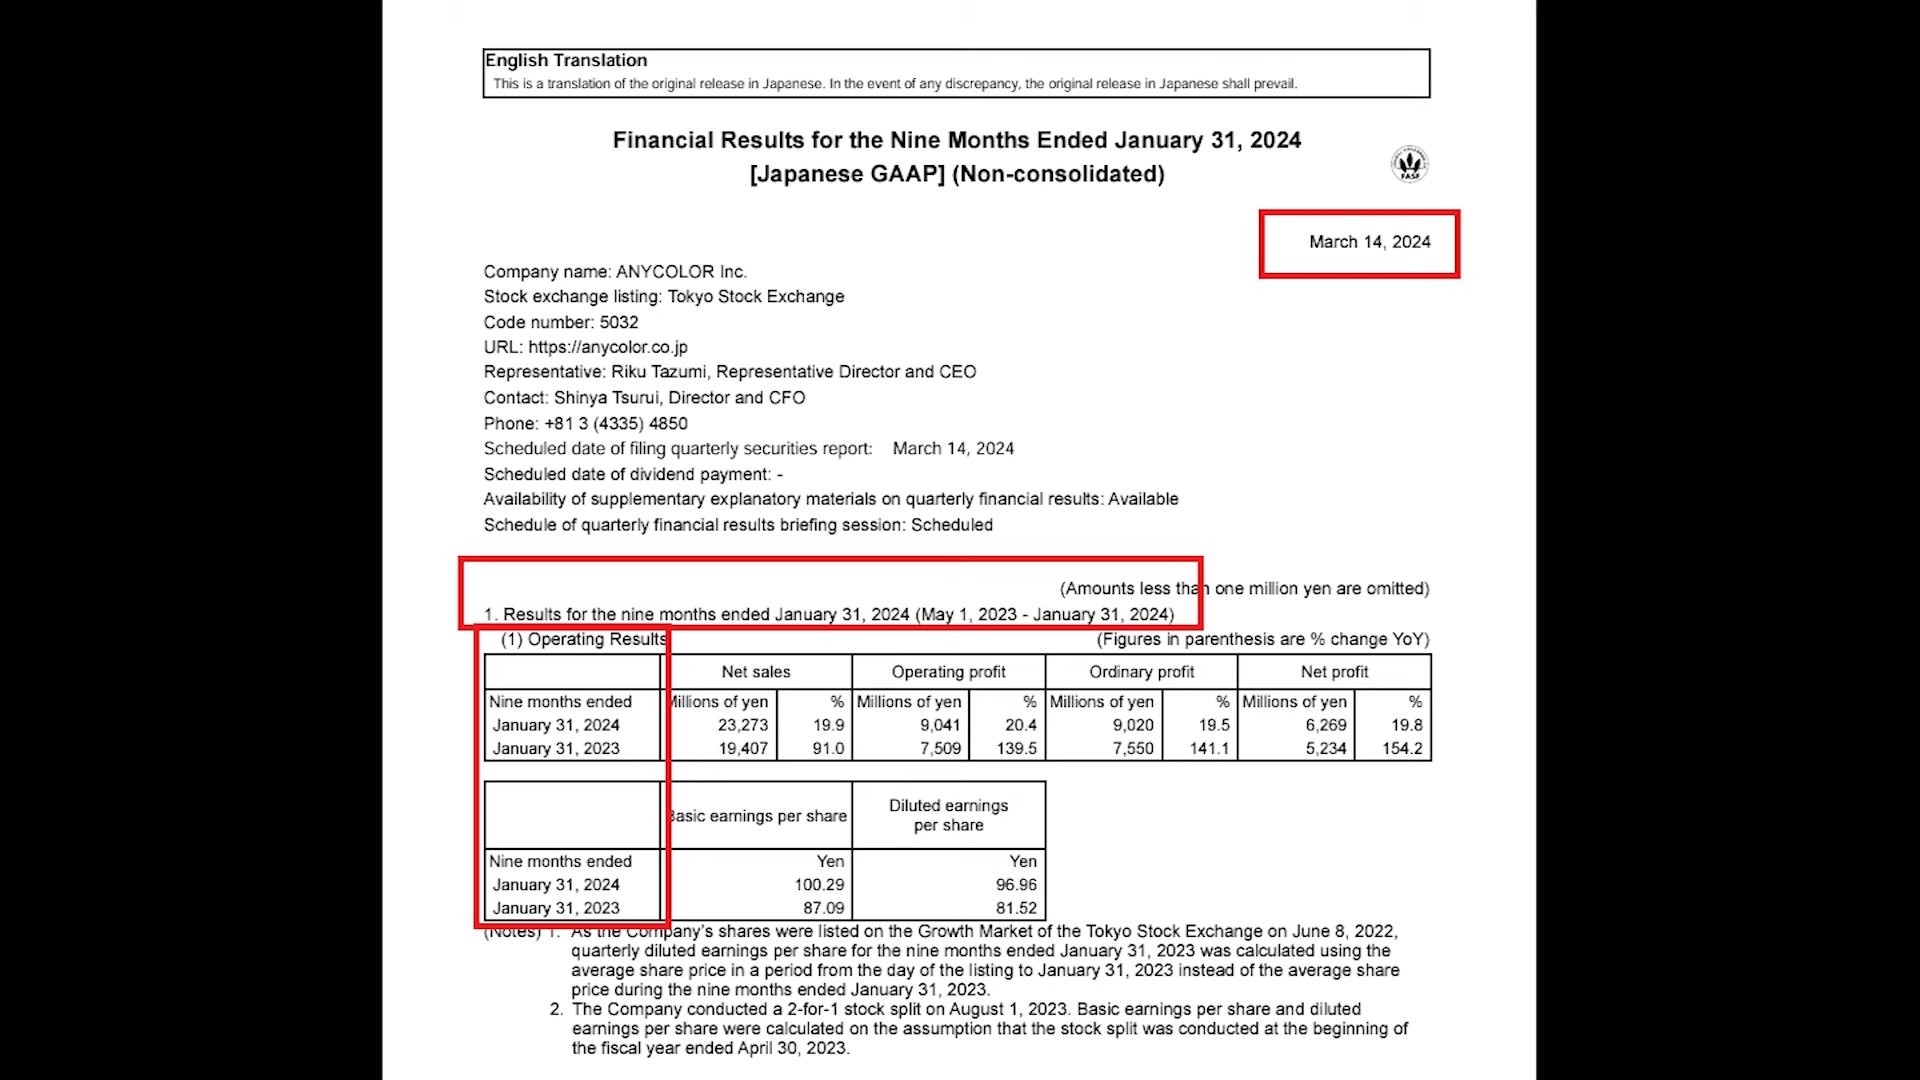 English Translation
This is a translation of the original release in Japanese. In the event of any discrepancy, the original release in Japanese shall prevail.
Financial Results for the Nine Months Ended January 31, 2024
[Japanese GAAP] (Non-consolidated)
FASF
March 14, 2024
Company name: ANYCOLOR Inc.
Stock exchange listing: Tokyo Stock Exchange
Code number: 5032
URL: https://anycolor.co.jp
Representative: Riku Tazumi, Representative Director and CEO
Contact: Shinya Tsurui, Director and CFO
Phone: +81 3 (4335) 4850
Scheduled date of filing quarterly securities report: March 14, 2024
Scheduled date of dividend payment: -
Availability of supplementary explanatory materials on quarterly financial results: Available
Schedule of quarterly financial results briefing session: Scheduled
(Amounts less than one million yen are omitted)
1. Results for the nine months ended January 31, 2024 (May 1, 2023 - January 31, 2024)
(1) Operating Results (Figures in parenthesis are % change YoY)
Net sales Operating profit Ordinary profit Net profit
Nine months ended Millions of yen % Millions of yen % Millions of yen % Millions of yen %
January 31, 2024 23,273 19.9 9,041 20.4 9,020 19.5 6,269 19.8
January 31, 2023 19,407 91.0 7,509 139.5 7,550 141.1 5,234 154.2
Basic earnings per share Diluted earnings
per share
Nine months ended Yen Yen
January 31, 2024 100.29 96.96
January 31, 2023 87.09 81.52
(Notes) 1. As the Company's shares were listed on the Growth Market of the Tokyo Stock Exchange on June 8, 2022,
quarterly diluted earnings per share for the nine months ended January 31, 2023 was calculated using the
average share price in a period from the day of the listing to January 31, 2023 instead of the average share
price during the nine months ended January 31, 2023.
2. The Company conducted a 2-for-1 stock split on August 1, 2023. Basic earnings per share and diluted
earnings per share were calculated on the assumption that the stock split was conducted at the beginning of
the fiscal year ended April 30, 2023.